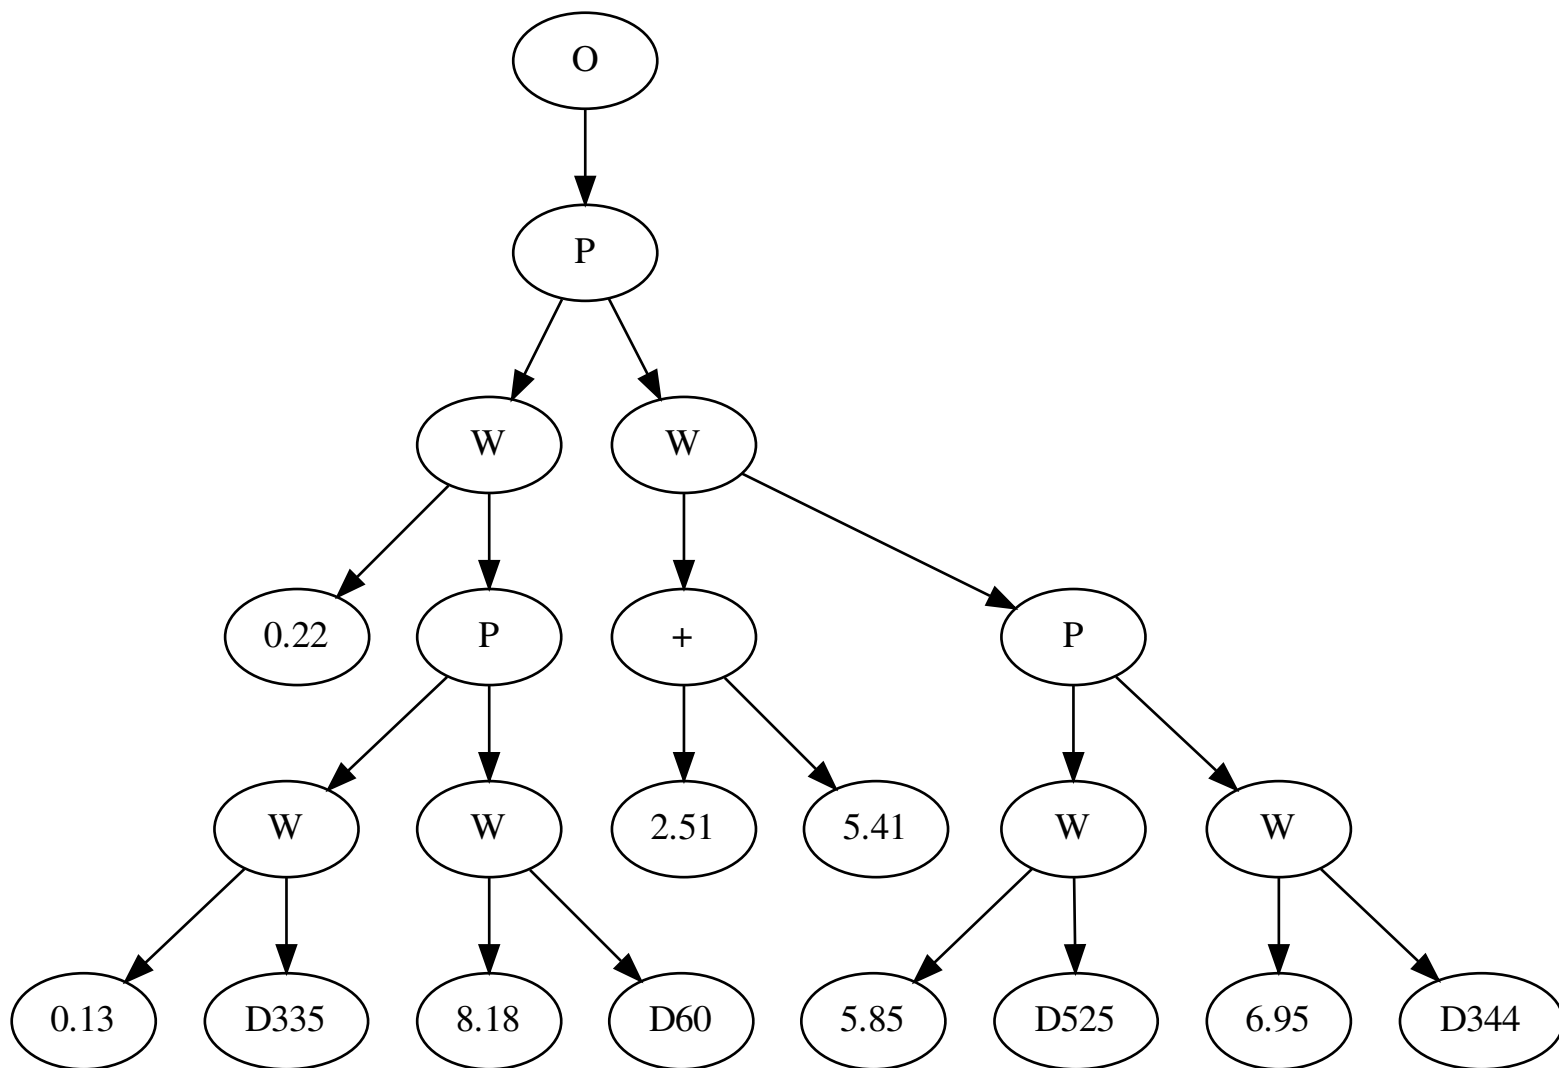 O
P
W W
0.22 P + P
W W 2.51 5.41 W W
0.13 D335 8.18 D60 5.85 D525 6.95 D344